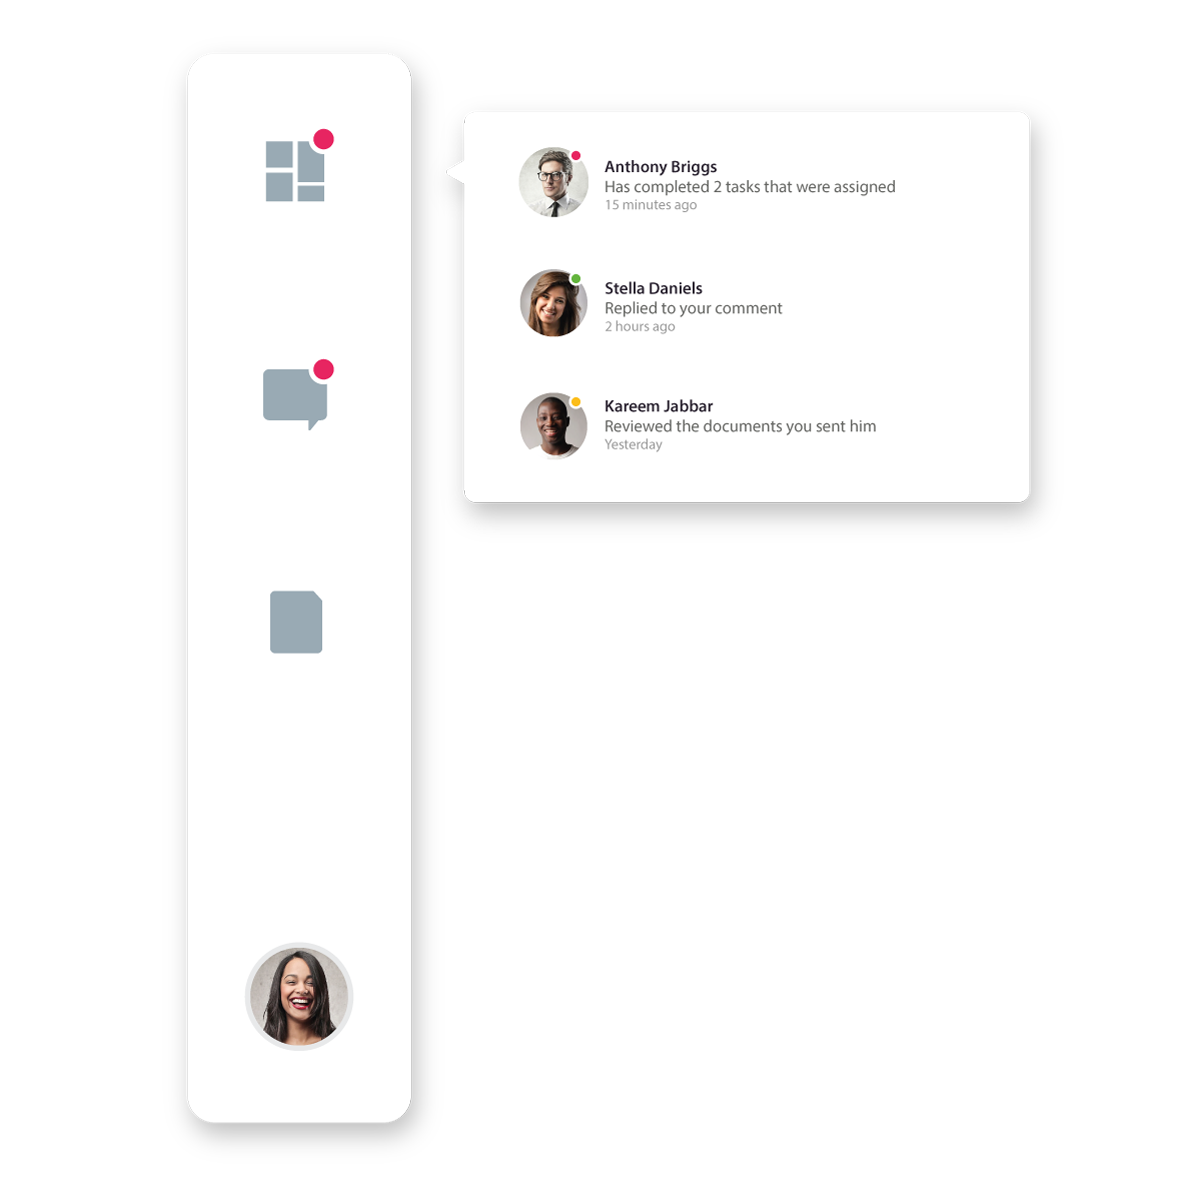 Anthony Briggs
Has completed 2 tasks that were assigned
15 minutes ago
Stella Daniels
Replied to your comment
2 hours ago
Kareem Jabbar
Reviewed the documents you sent him
Yesterday